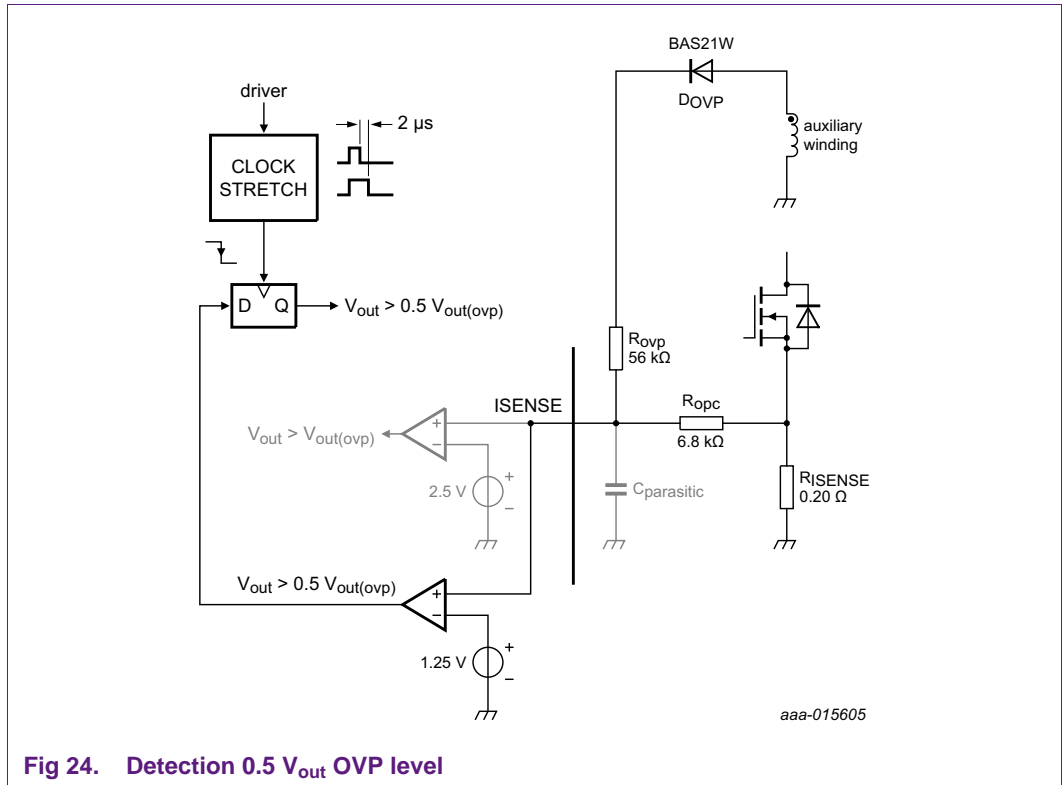 BAS21W
DOVP
auxiliary
winding
driver
2 µs
CLOCK
STRETCH
D Q
Vout > 0.5 Vout(ovp)
Rovp
56 kΩ
ISENSE
Ropc
6.8 kΩ
Vout > Vout(ovp)
+
−
2.5 V
+
−
Cparasitic
RISENSE
0.20 Ω
Vout > 0.5 Vout(ovp)
+
−
1.25 V
+
−
aaa-015605
Fig 24. Detection 0.5 Vout OVP level